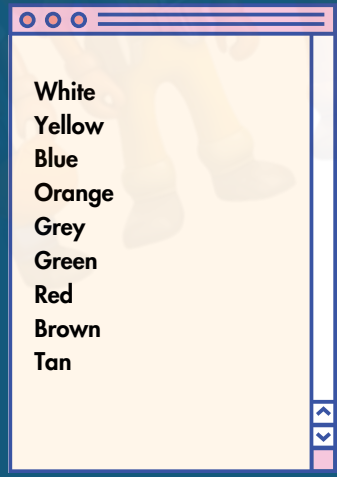 White
Yellow
Blue
Orange
Grey
Green
Red
Brown
Tan